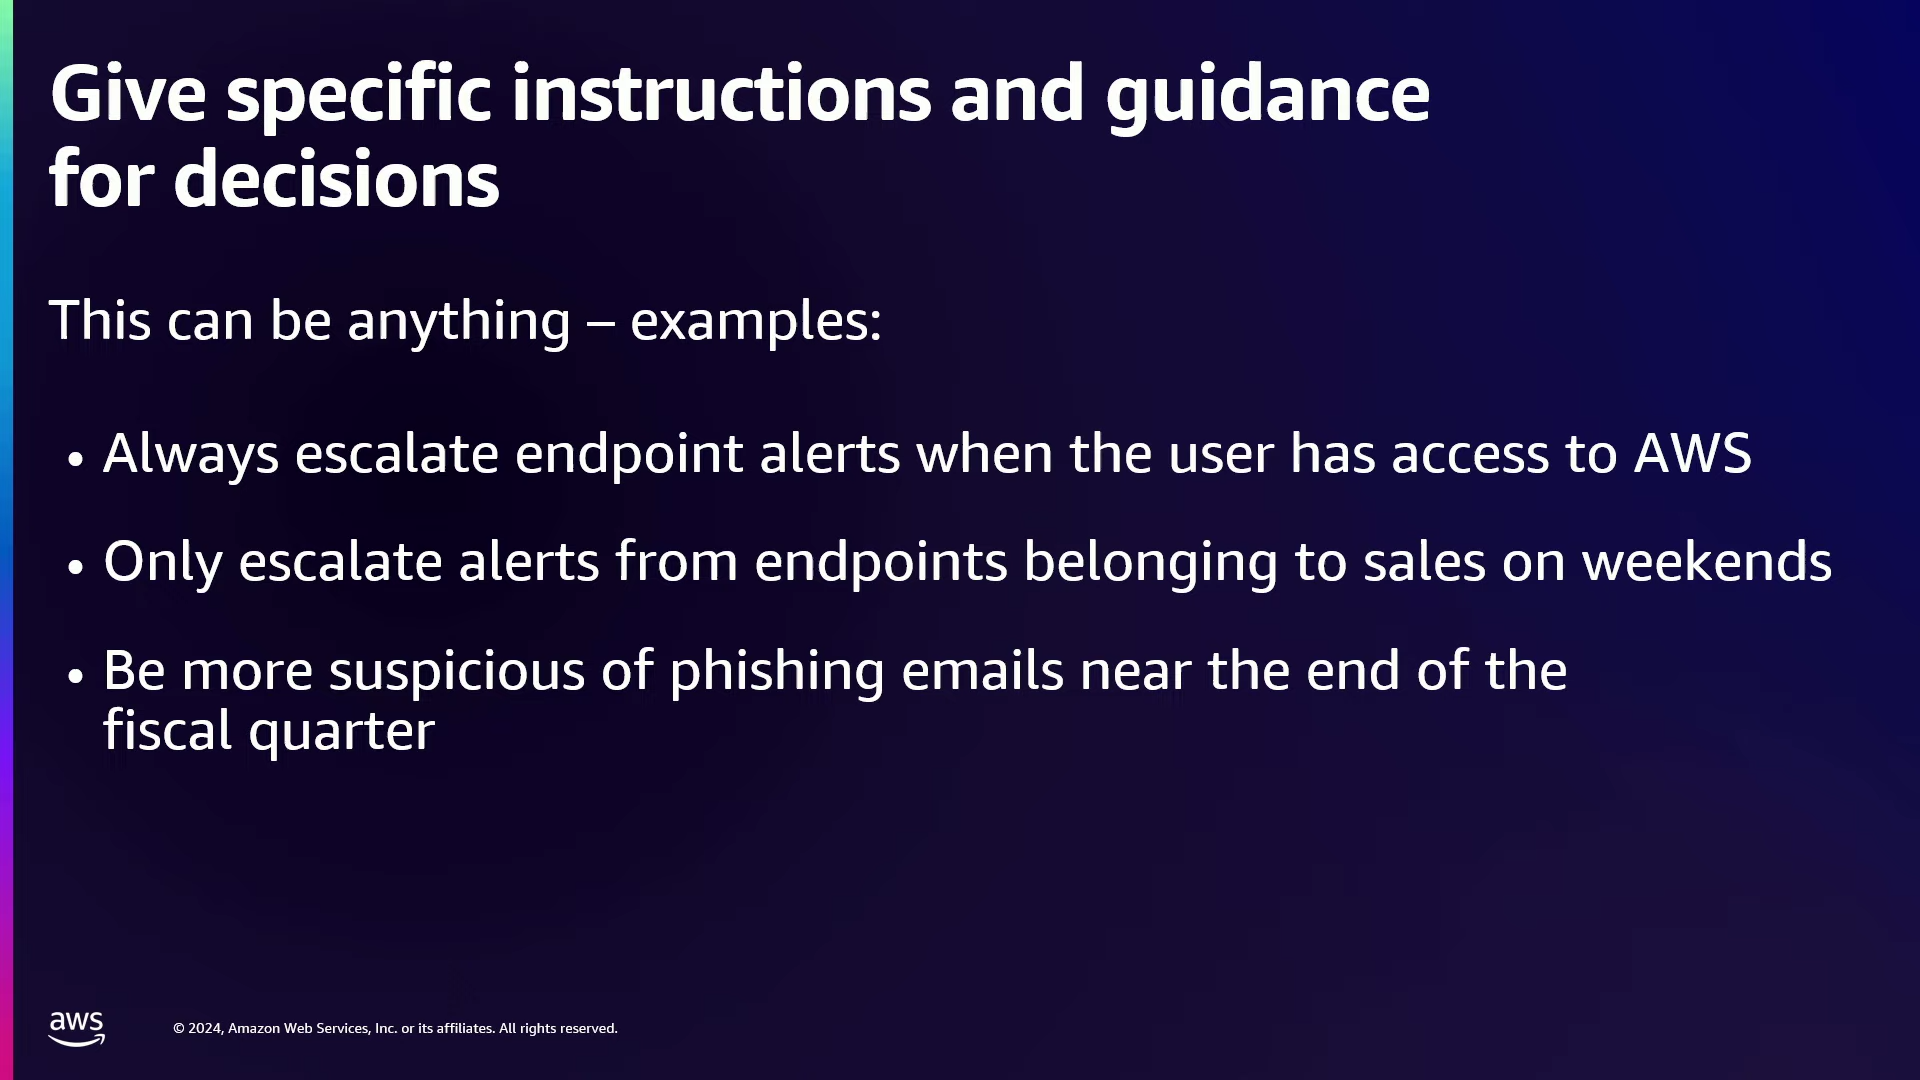 Give specific instructions and guidance
for decisions
This can be anything – examples:
• Always escalate endpoint alerts when the user has access to AWS
• Only escalate alerts from endpoints belonging to sales on weekends
• Be more suspicious of phishing emails near the end of the
fiscal quarter
aws
© 2024, Amazon Web Services, Inc. or its affiliates. All rights reserved.